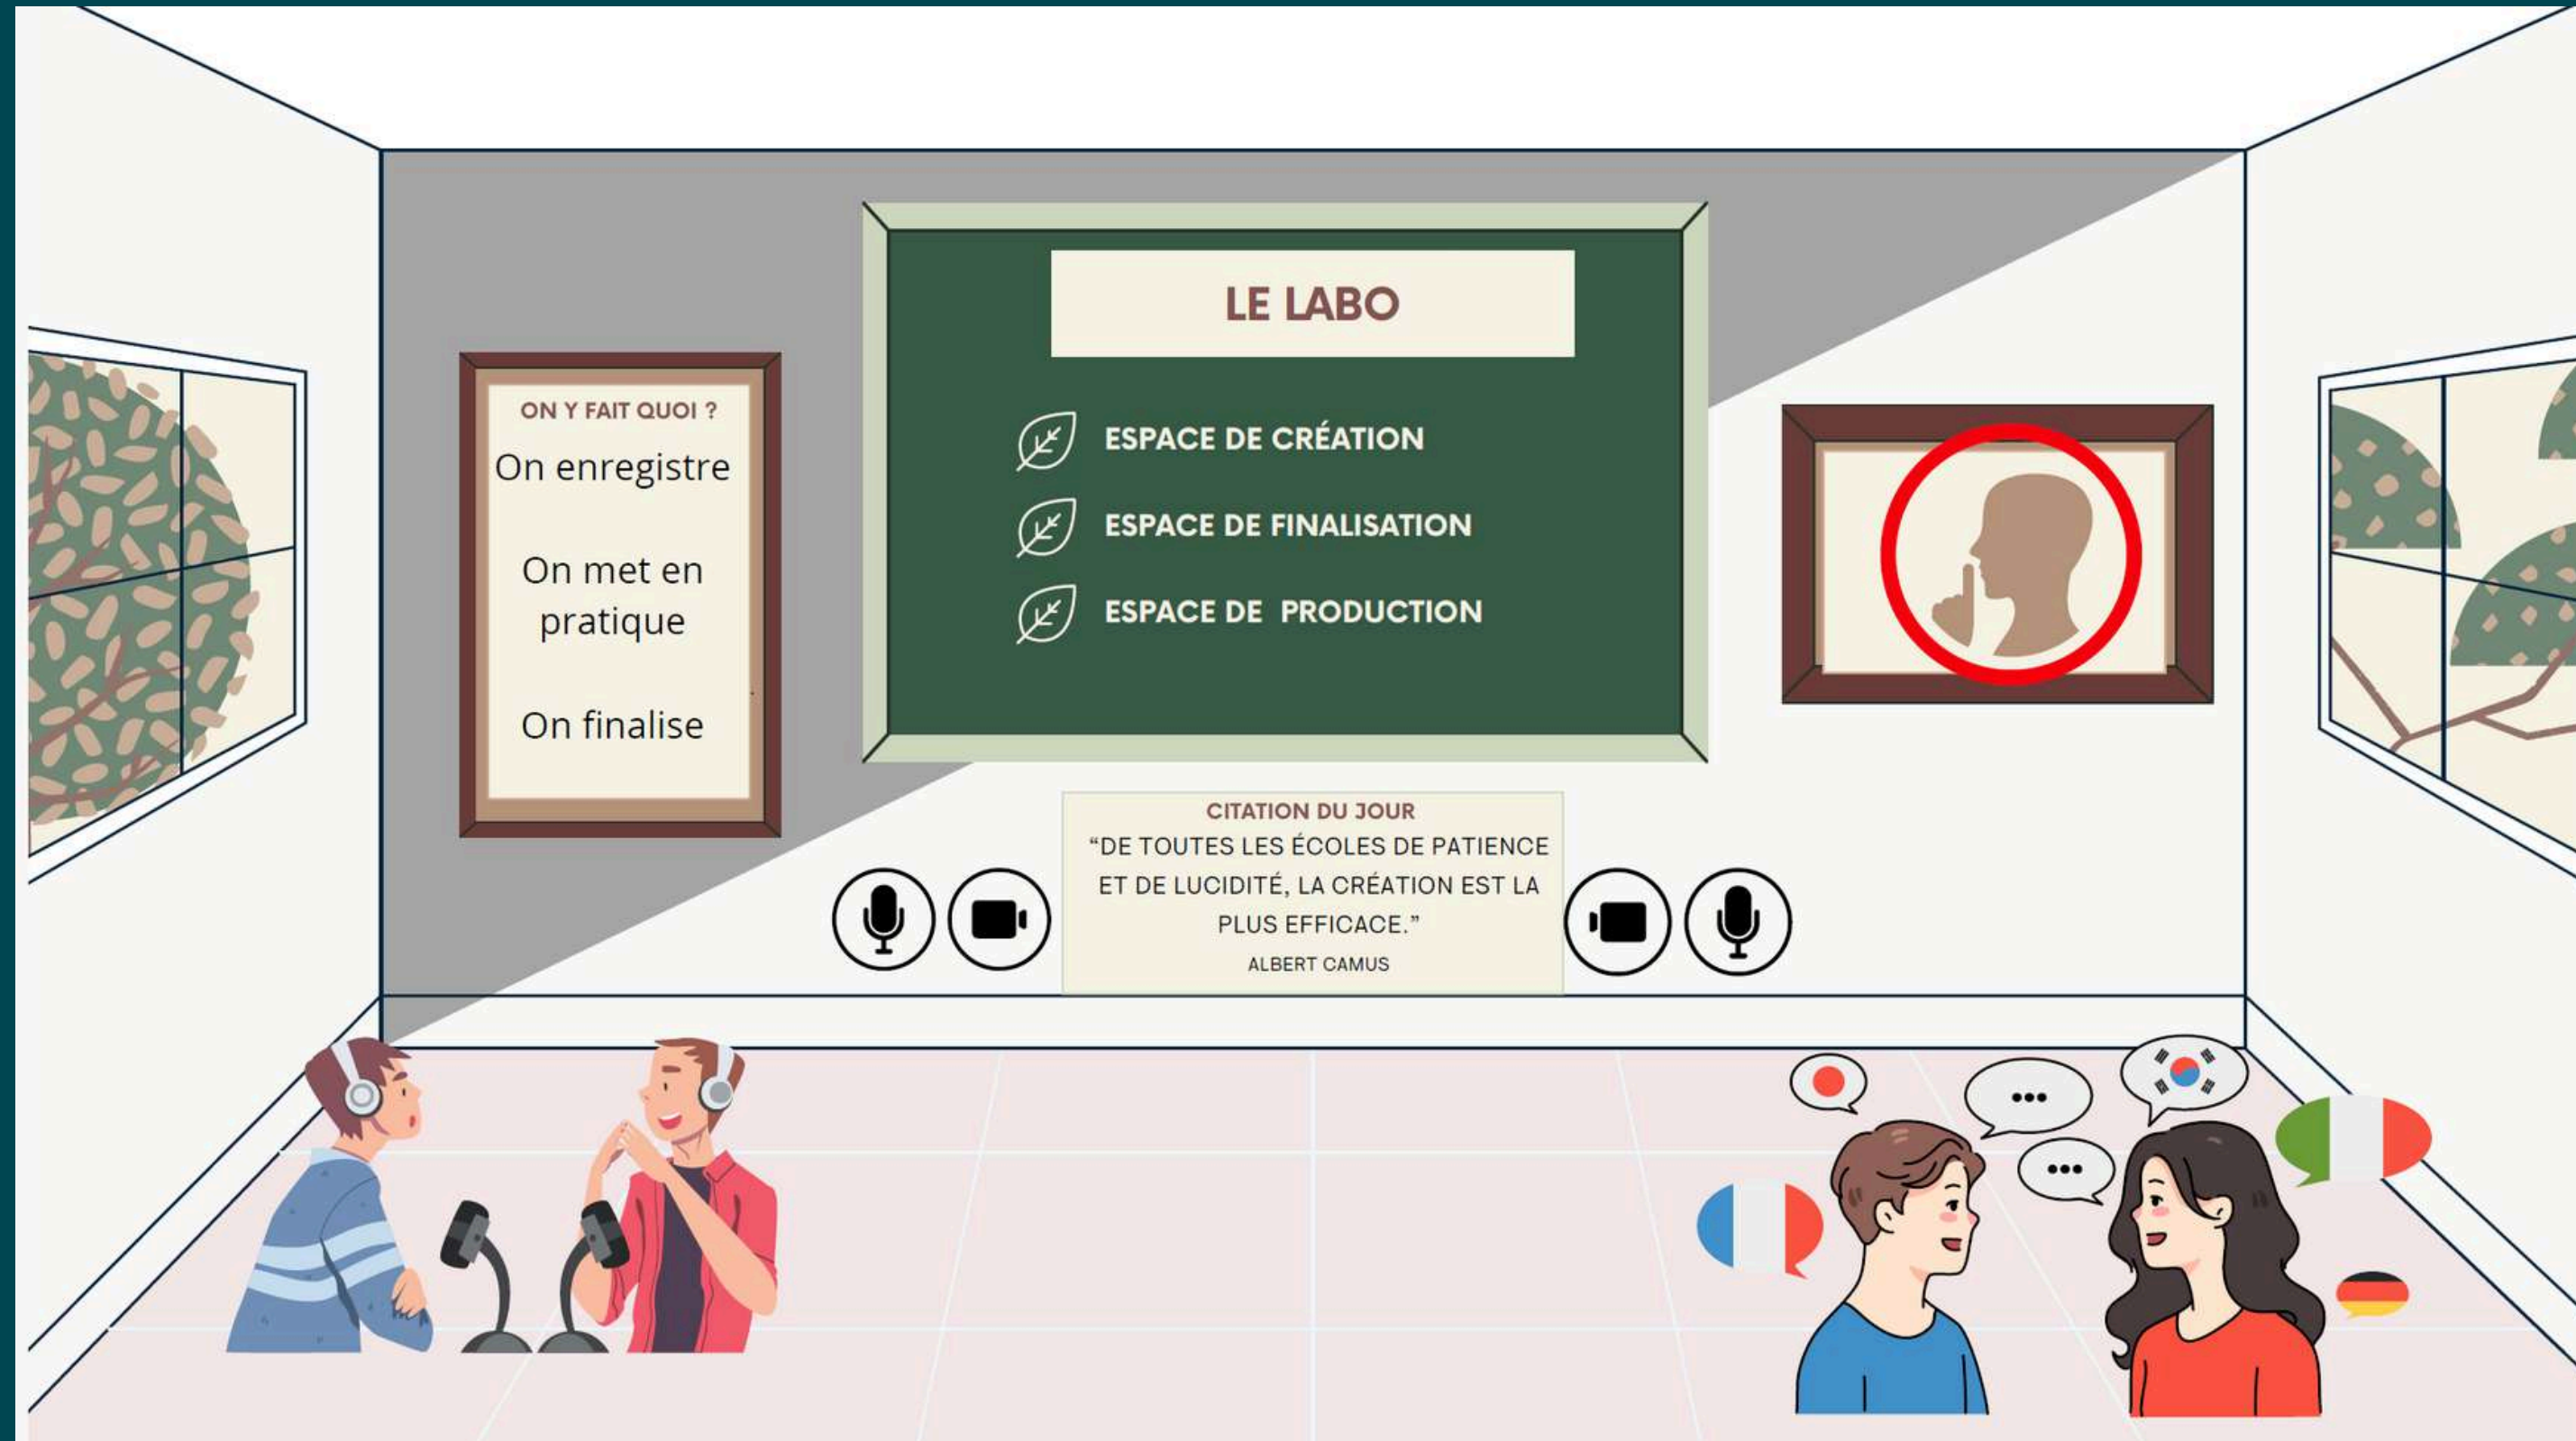 LE LABO
ON Y FAIT QUOI ?
On enregistre
On met en
pratique
On finalise
ESPACE DE CRÉATION
ESPACE DE FINALISATION
ESPACE DE PRODUCTION
CITATION DU JOUR
“DE TOUTES LES ÉCOLES DE PATIENCE
ET DE LUCIDITÉ, LA CRÉATION EST LA
PLUS EFFICACE.”
ALBERT CAMUS